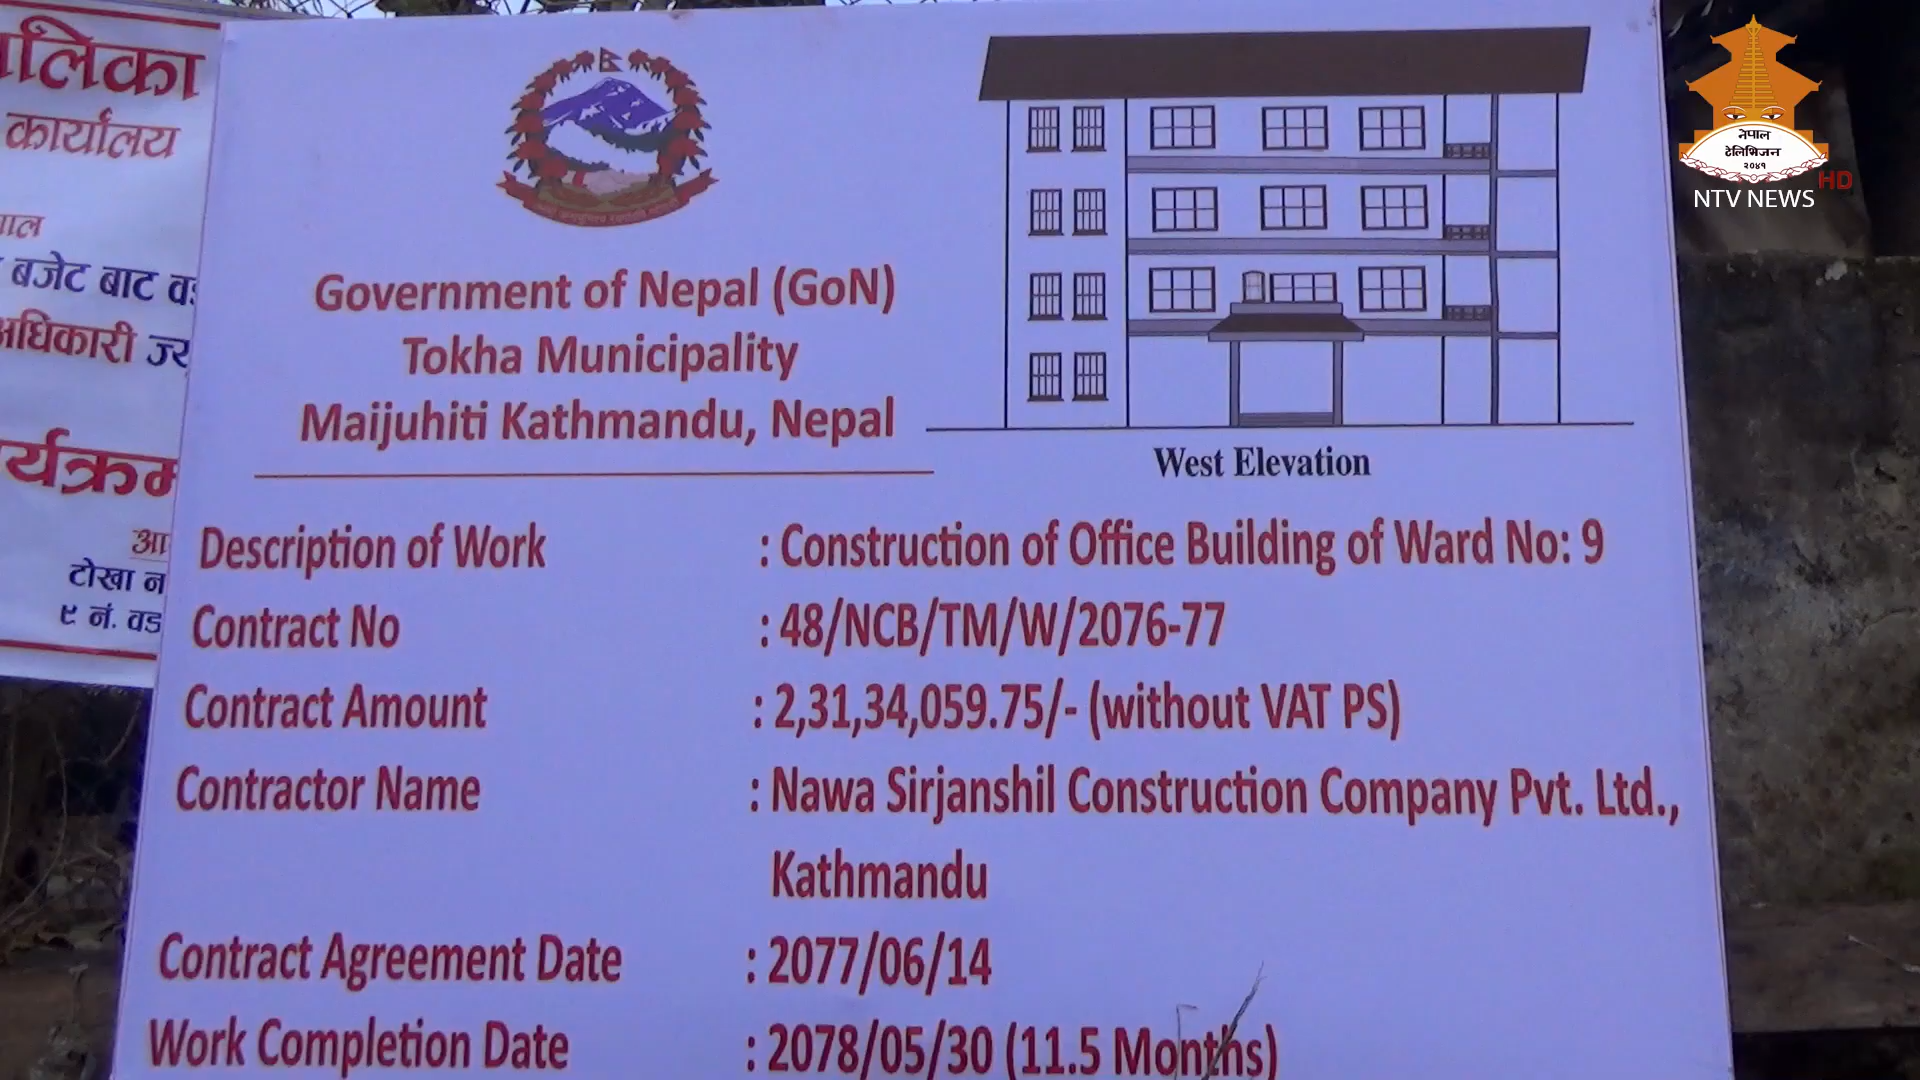 Government of Nepal (GoN)
Tokha Municipality
Maijuhiti Kathmandu, Nepal
West Elevation
Description of Work : Construction of Office Building of Ward No: 9
Contract No : 48/NCB/TM/W/2076-77
Contract Amount : 2,31,34,059.75/- (without VAT PS)
Contractor Name : Nawa Sirjanshil Construction Company Pvt. Ltd.,
Kathmandu
Contract Agreement Date : 2077/06/14
Work Completion Date : 2078/05/30 (11.5 Months)
कार्यालय
बजेट बाट
टोखा न
९ नं. वड
नेपाल
टेलिभिजन
२०४१
HD
NTV NEWS